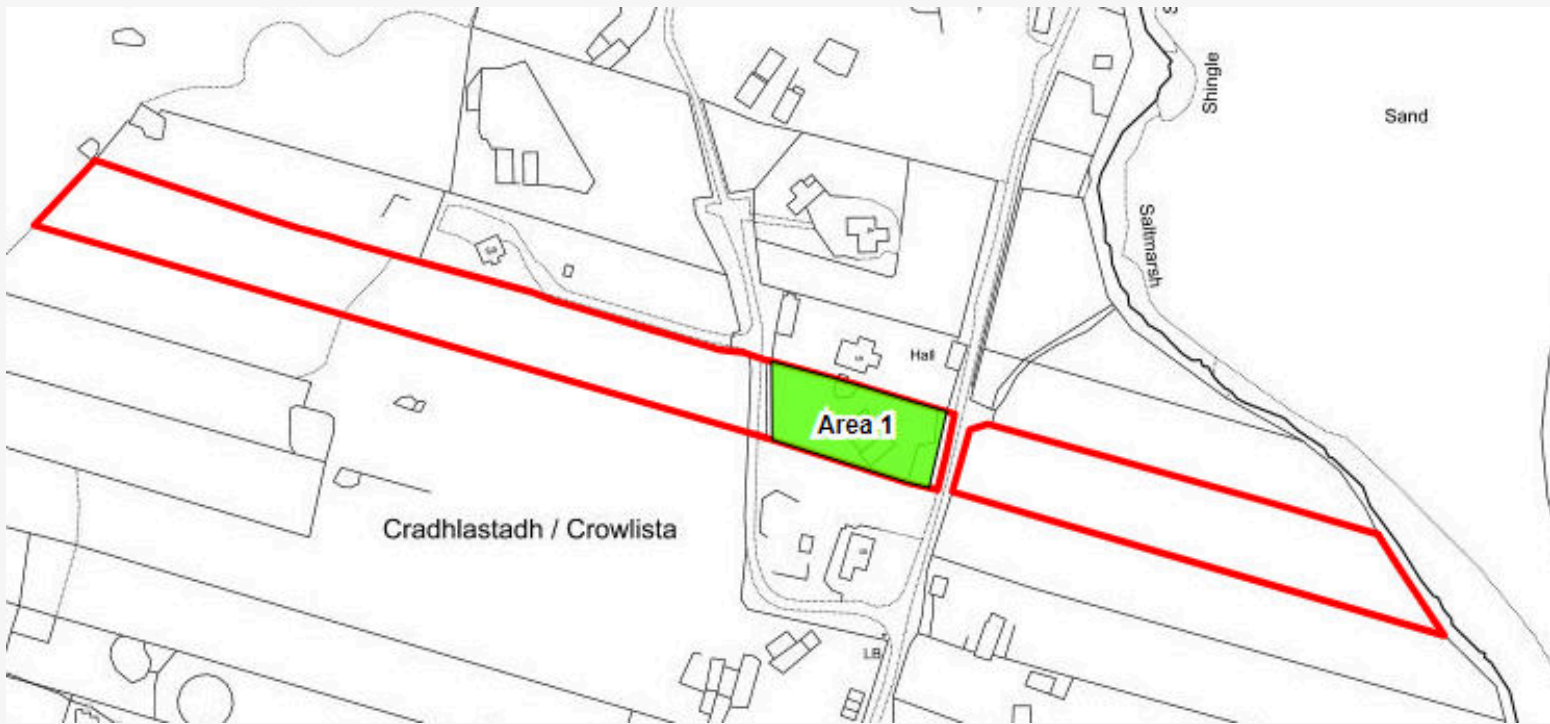 Shingle
Sand
Saltmarsh
Hall
Area 1
Cradhlastadh / Crowlista
LB